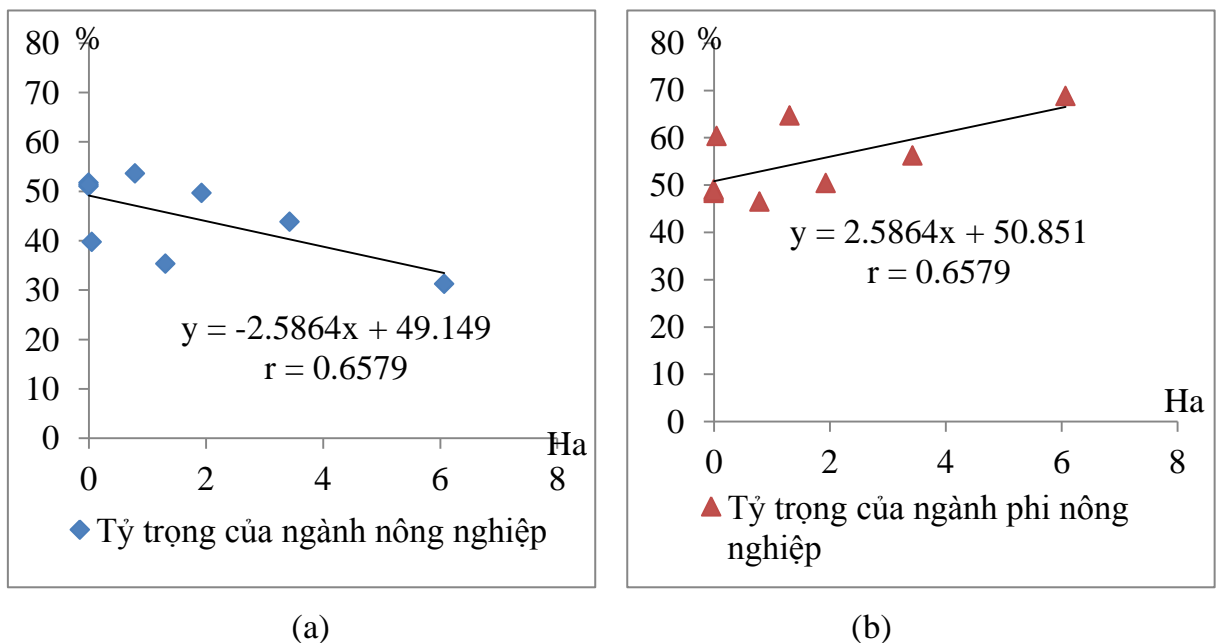 80 %
70
60
50
40
30
20
10
0
y = -2.5864x + 49.149
r = 0.6579
Ha
0 2 4 6 8
Tỷ trọng của ngành nông nghiệp
(a)
80 %
70
60
50
40
30
20
10
0
y = 2.5864x + 50.851
r = 0.6579
Ha
0 2 4 6 8
Tỷ trọng của ngành phi nông
nghiệp
(b)